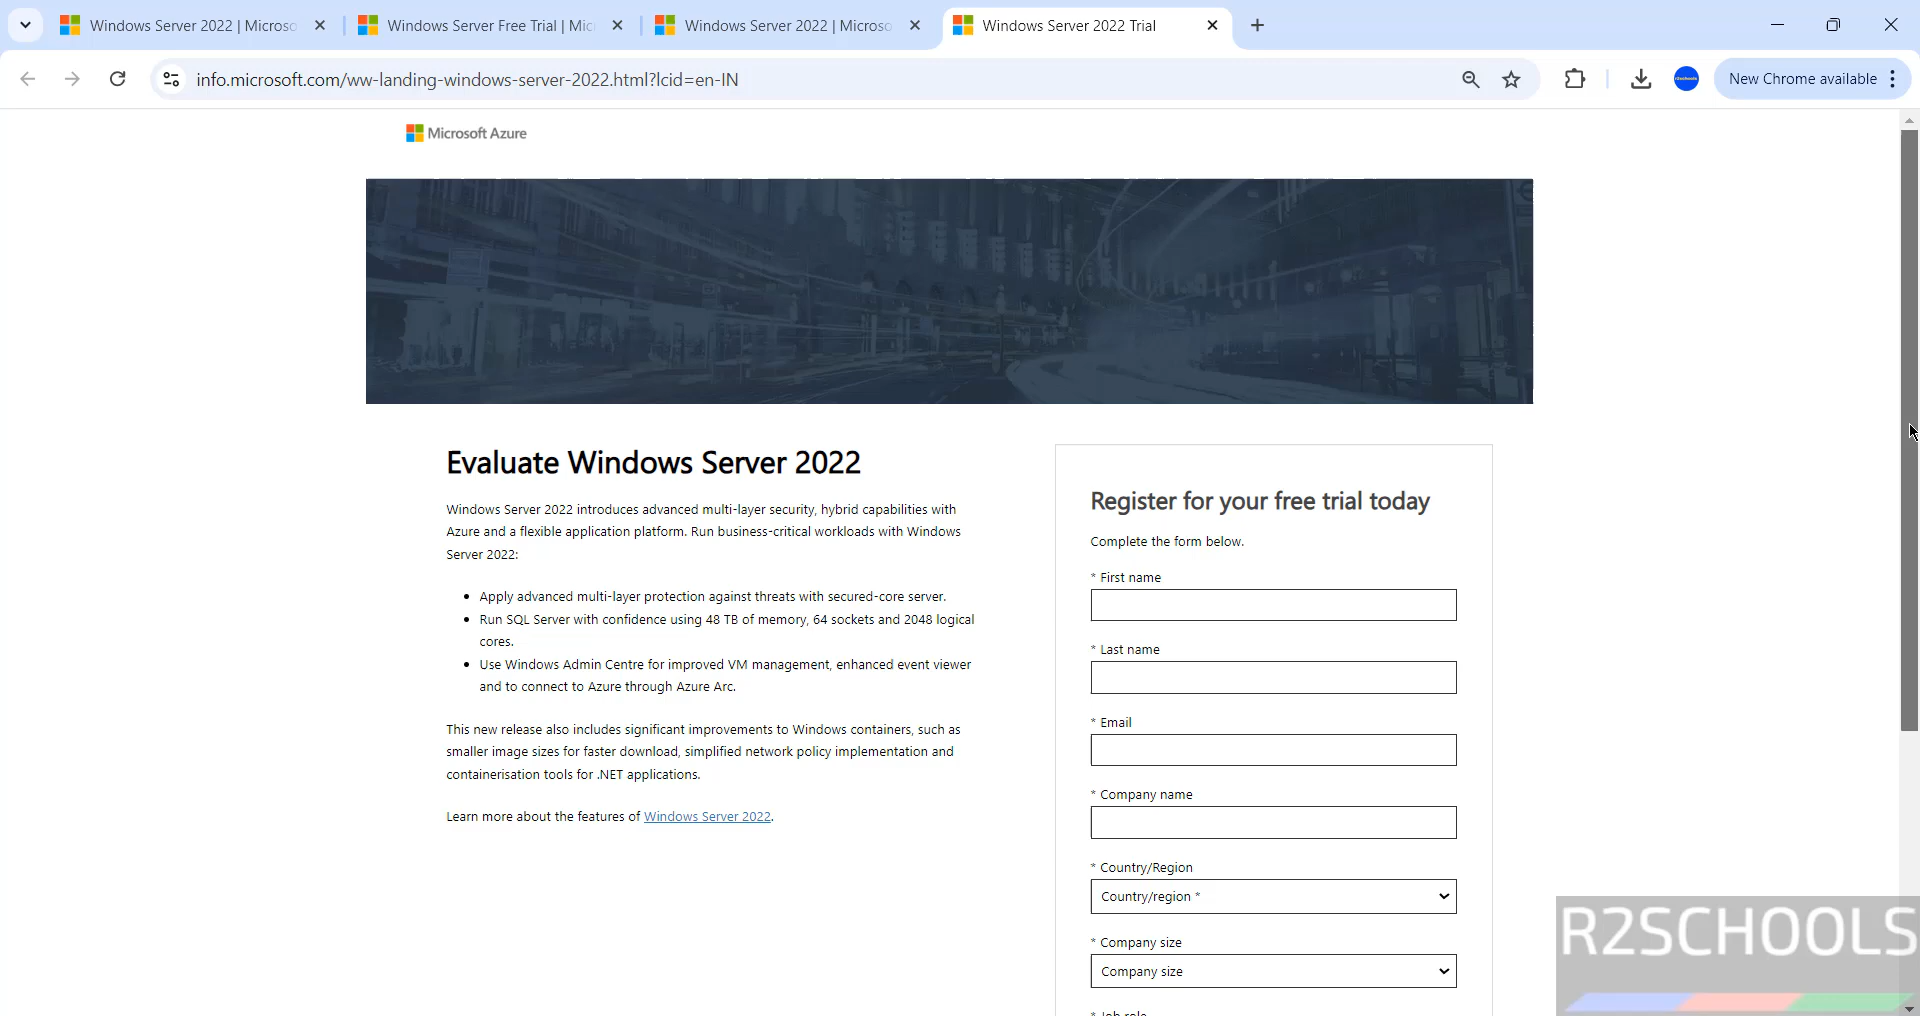 Windows Server 2022 | Microso
Windows Server Free Trial | Mic
Windows Server 2022 | Microso
Windows Server 2022 Trial
info.microsoft.com/ww-landing-windows-server-2022.html?lcid=en-IN
New Chrome available
Microsoft Azure
Evaluate Windows Server 2022
Windows Server 2022 introduces advanced multi-layer security, hybrid capabilities with
Azure and a flexible application platform. Run business-critical workloads with Windows
Server 2022:
Apply advanced multi-layer protection against threats with secured-core server.
Run SQL Server with confidence using 48 TB of memory, 64 sockets and 2048 logical
cores.
Use Windows Admin Centre for improved VM management, enhanced event viewer
and to connect to Azure through Azure Arc.
This new release also includes significant improvements to Windows containers, such as
smaller image sizes for faster download, simplified network policy implementation and
containerisation tools for .NET applications.
Learn more about the features of Windows Server 2022.
Register for your free trial today
Complete the form below.
* First name
* Last name
* Email
* Company name
* Country/Region
Country/region *
* Company size
Company size
* Job role
R2SCHOOLS